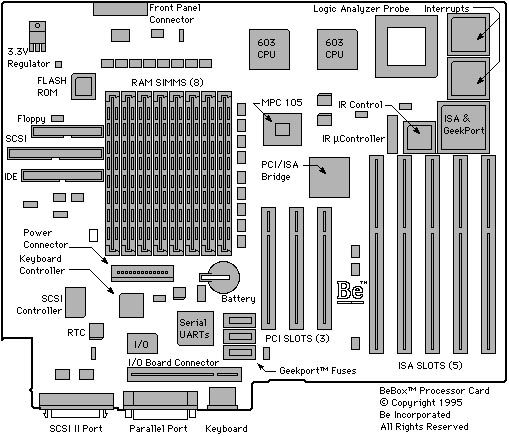 Front Panel
Connector
Logic Analyzer Probe
Interrupts
3.3V
Regulator
603
CPU
603
CPU
FLASH
ROM
RAM SIMMS (8)
MPC 105
IR Control
ISA &
GeekPort
Floppy
SCSI
IR µController
IDE
PCI/ISA
Bridge
Power
Connector
Keyboard
Controller
Battery
Be™
SCSI
Controller
RTC
Serial
UARTs
I/O
PCI SLOTS (3)
I/O Board Connector
ISA SLOTS (5)
Geekport™ Fuses
SCSI II Port
Parallel Port
Keyboard
BeBox™ Processor Card
© Copyright 1995
Be Incorporated
All Rights Reserved